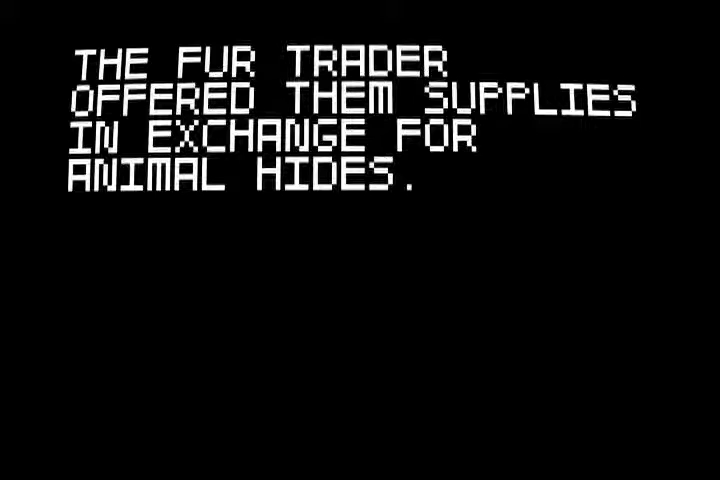 THE FUR TRADER
OFFERED THEM SUPPLIES
IN EXCHANGE FOR
ANIMAL HIDES.